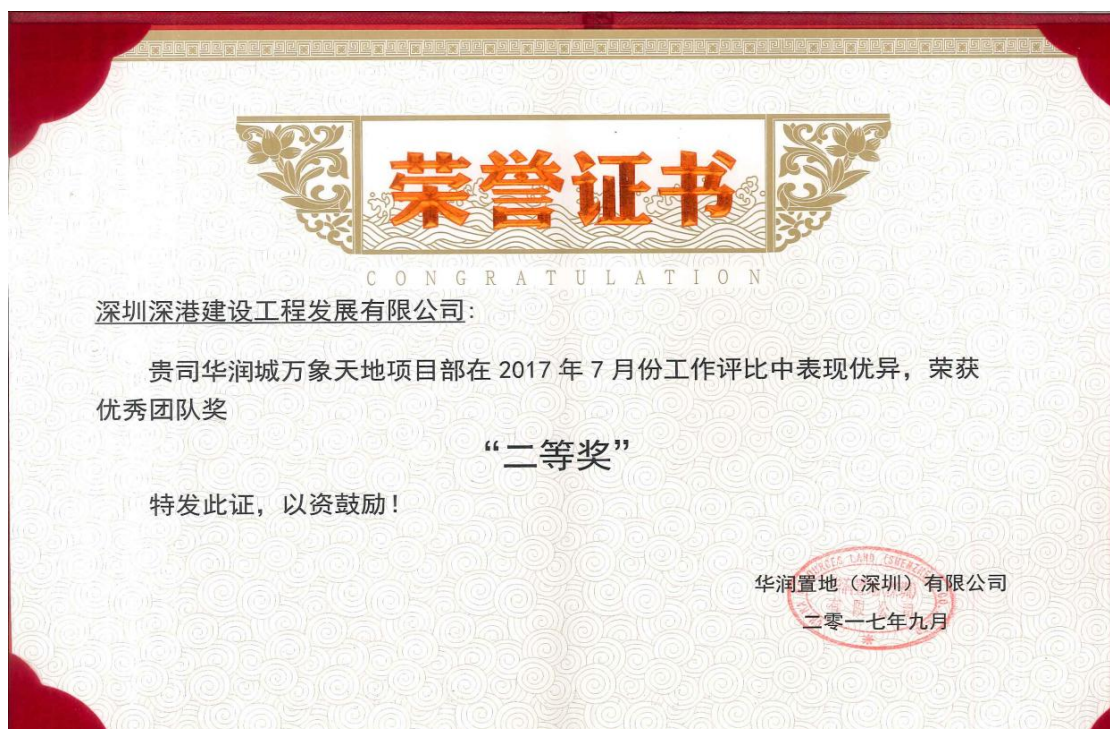 荣誉证书
CONGRATULATION
深圳深港建设工程发展有限公司:
贵司华润城万象天地项目部在 2017 年 7 月份工作评比中表现优异，荣获
优秀团队奖
“二等奖”
特发此证，以资鼓励！
华润置地（深圳）有限公司
二零一七年九月